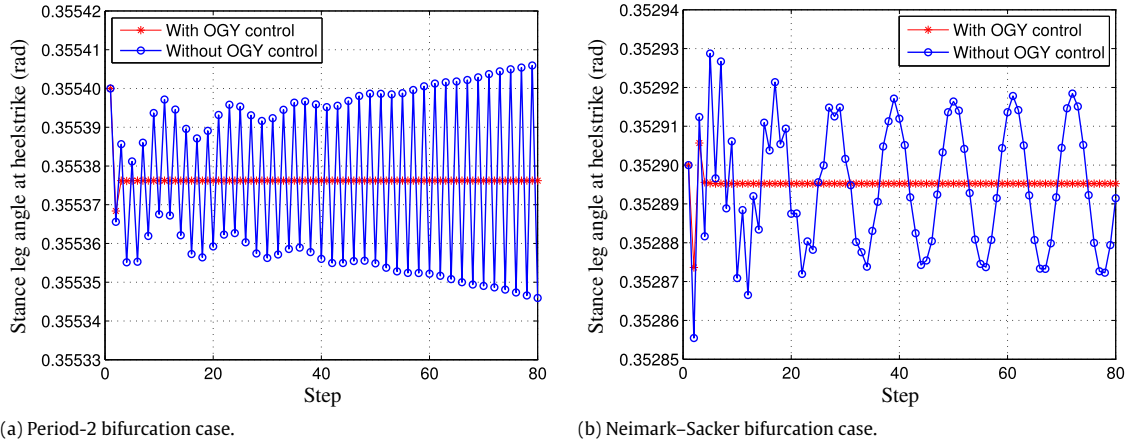 0.35542
0.35541
0.3554
0.35539
0.35538
0.35537
0.35536
0.35535
0.35534
0.35533
Stance leg angle at heelstrike (rad)
With OGY control
Without OGY control
0 20 40 60 80
Step
(a) Period-2 bifurcation case.
0.35294
0.35293
0.35292
0.35291
0.3529
0.35289
0.35288
0.35287
0.35286
0.35285
Stance leg angle at heelstrike (rad)
With OGY control
Without OGY control
0 20 40 60 80
Step
(b) Neimark–Sacker bifurcation case.